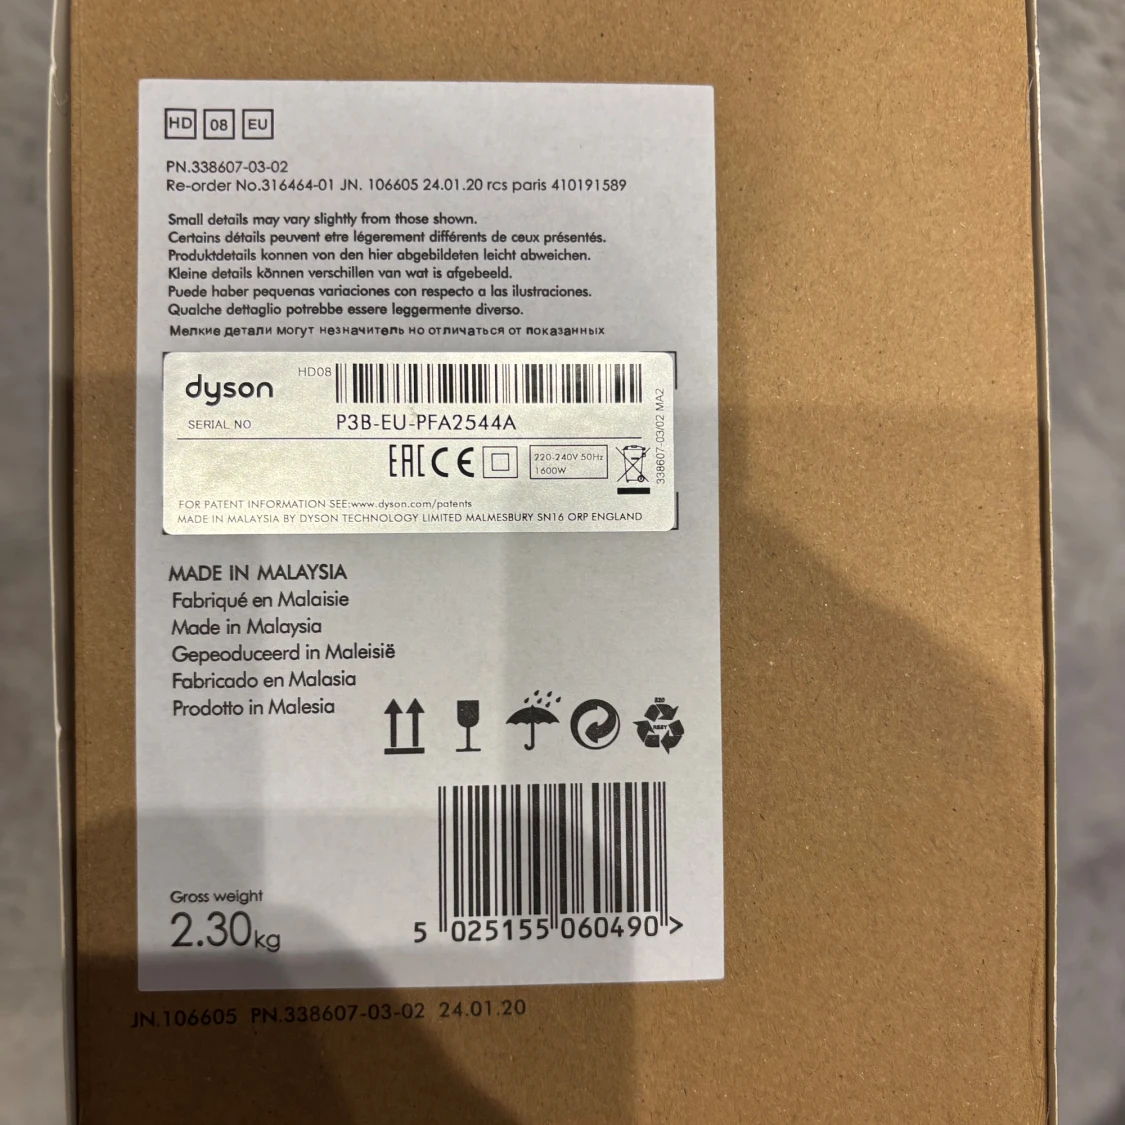 HD 08 EU
PN.338607-03-02
Re-order No.316464-01 JN. 106605 24.01.20 rcs paris 410191589
Small details may vary slightly from those shown.
Certains détails peuvent etre légerement différents de ceux présentés.
Produktdetails konnen von den hier abgebildeten leicht abweichen.
Kleine details können verschillen van wat is afgebeeld.
Puede haber pequenas variaciones con respecto a las ilustraciones.
Qualche dettaglio potrebbe essere leggermente diverso.
Мелкие детали могут незначитель но отличаться от показанных
dyson HD08
SERIAL NO P3B-EU-PFA2544A
EAC CE
220-240V 50Hz
1600W
338607-03/02 MA2
FOR PATENT INFORMATION SEE:www.dyson.com/patents
MADE IN MALAYSIA BY DYSON TECHNOLOGY LIMITED MALMESBURY SN16 ORP ENGLAND
MADE IN MALAYSIA
Fabriqué en Malaisie
Made in Malaysia
Gepeoduceerd in Maleisië
Fabricado en Malasia
Prodotto in Malesia
Gross weight
2.30kg
5 025155 060490 >
JN.106605 PN.338607-03-02 24.01.20